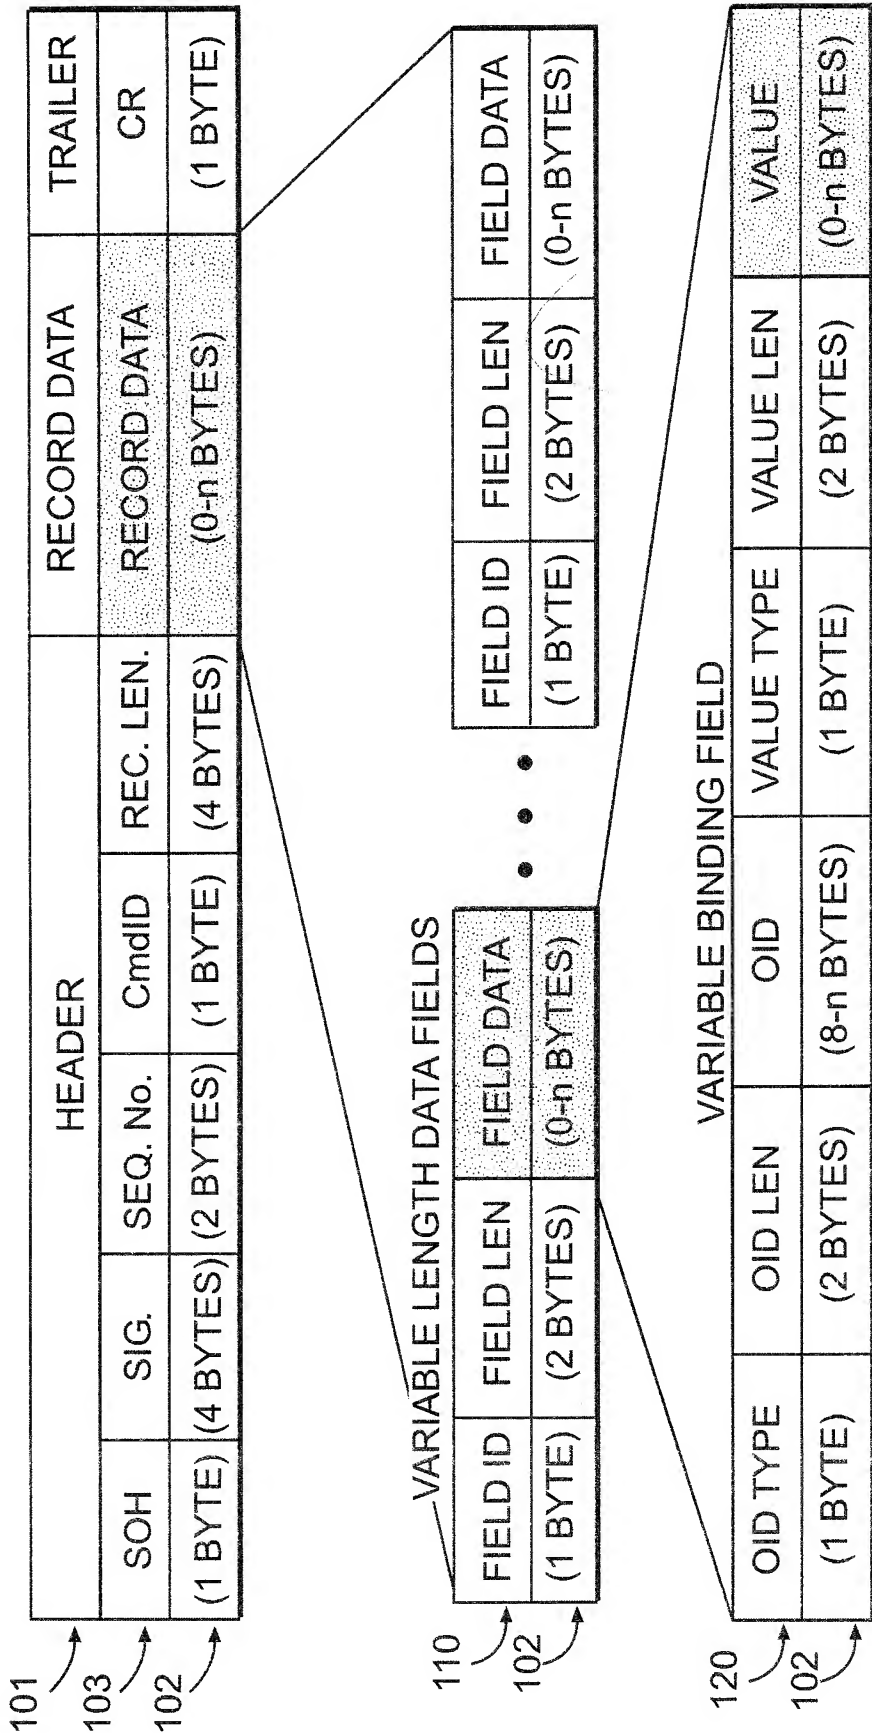 101
HEADER
RECORD DATA
TRAILER
103
SOH
SIG.
SEQ. No.
CmdID
REC. LEN.
RECORD DATA
CR
102
(1 BYTE)
(4 BYTES)
(2 BYTES)
(1 BYTE)
(4 BYTES)
(0-n BYTES)
(1 BYTE)
VARIABLE LENGTH DATA FIELDS
110
FIELD ID
FIELD LEN
FIELD DATA
FIELD ID
FIELD LEN
FIELD DATA
102
(1 BYTE)
(2 BYTES)
(0-n BYTES)
(1 BYTE)
(2 BYTES)
(0-n BYTES)
VARIABLE BINDING FIELD
120
OID TYPE
OID LEN
OID
VALUE TYPE
VALUE LEN
VALUE
102
(1 BYTE)
(2 BYTES)
(8-n BYTES)
(1 BYTE)
(2 BYTES)
(0-n BYTES)